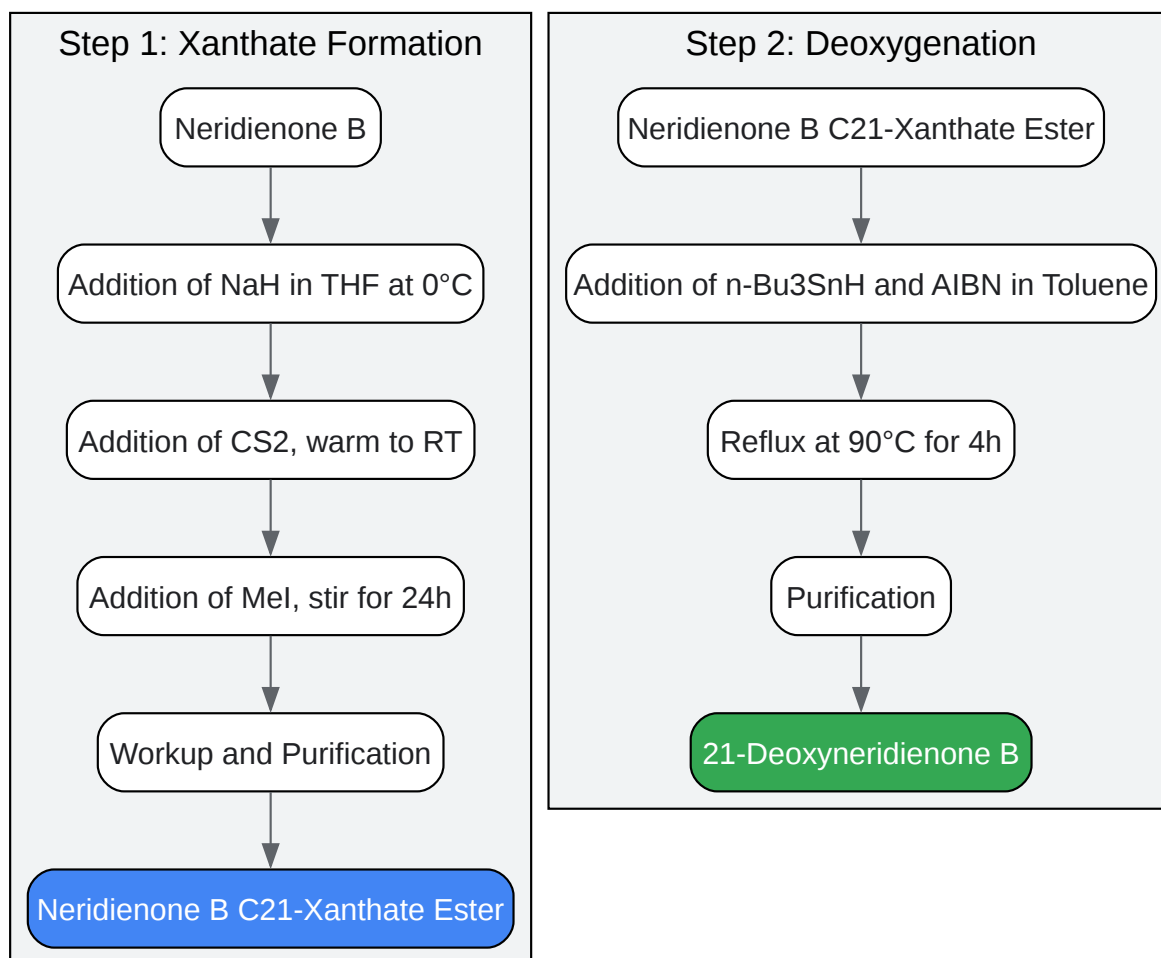 Step 1: Xanthate Formation
Neridienone B
Addition of NaH in THF at 0°C
Addition of CS2, warm to RT
Addition of MeI, stir for 24h
Workup and Purification
Neridienone B C21-Xanthate Ester
Step 2: Deoxygenation
Neridienone B C21-Xanthate Ester
Addition of n-Bu3SnH and AIBN in Toluene
Reflux at 90°C for 4h
Purification
21-Deoxyneridienone B